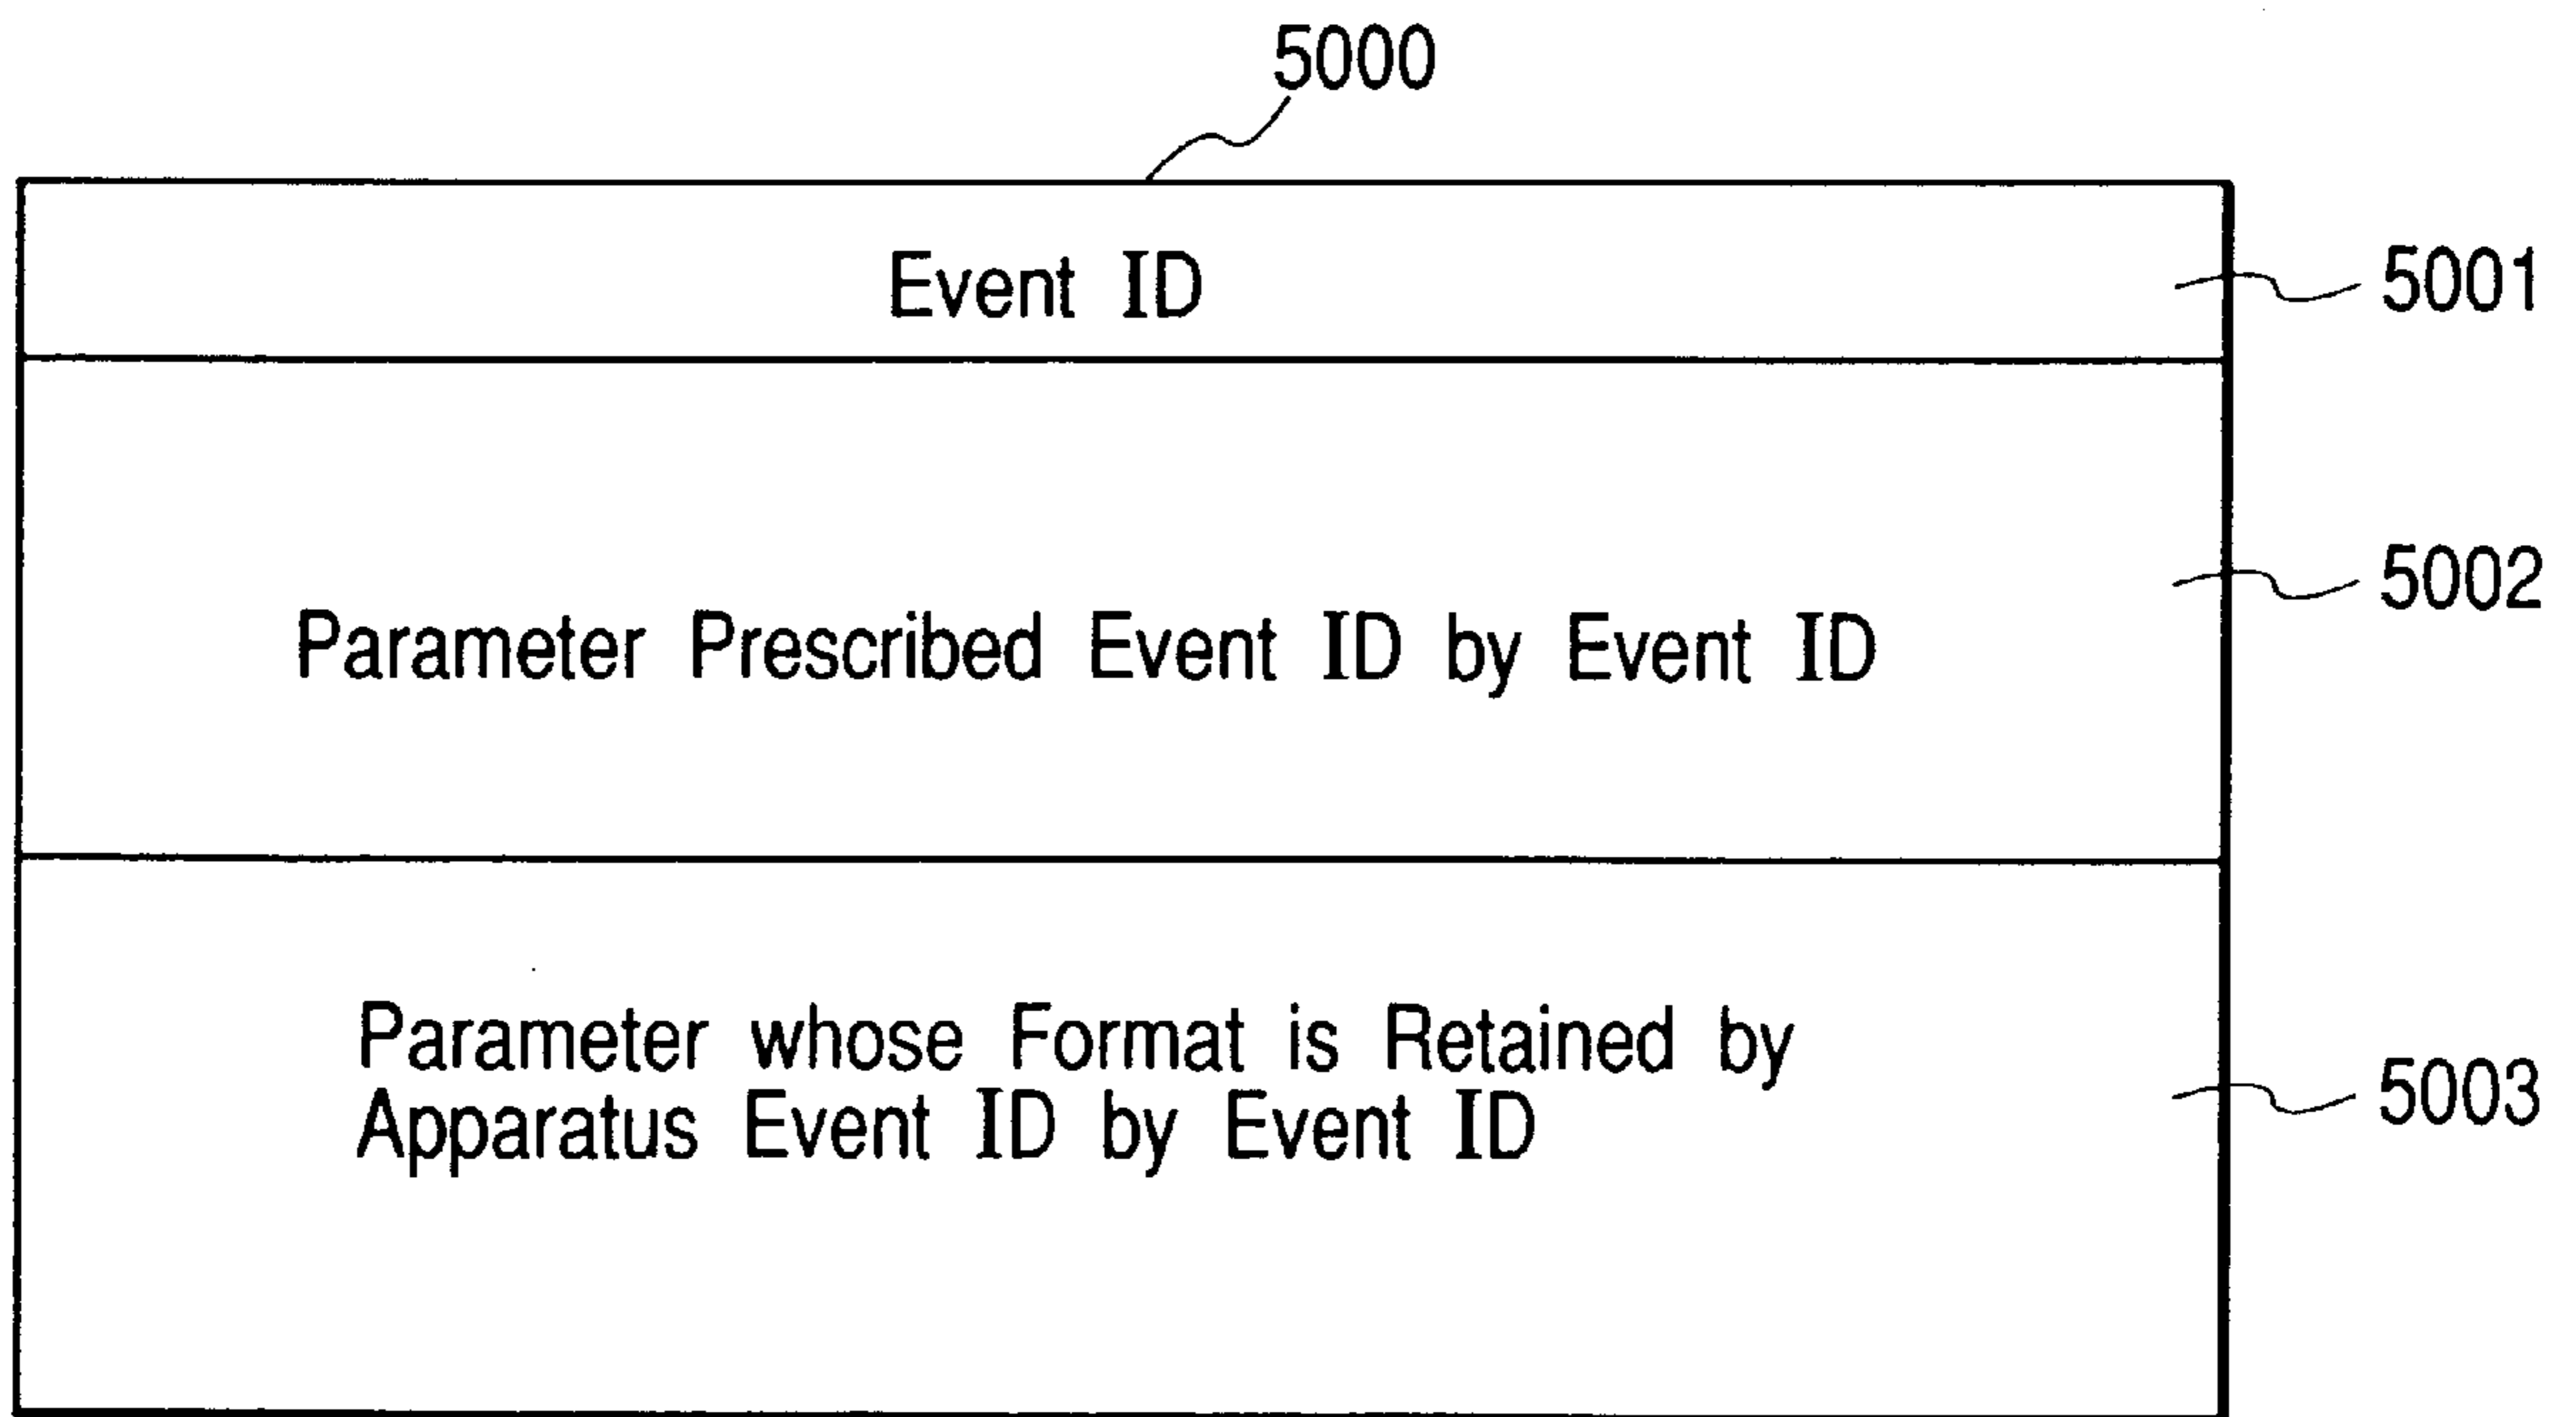 5000
Event ID
5001
Parameter Prescribed Event ID by Event ID
5002
Parameter whose Format is Retained by
Apparatus Event ID by Event ID
5003